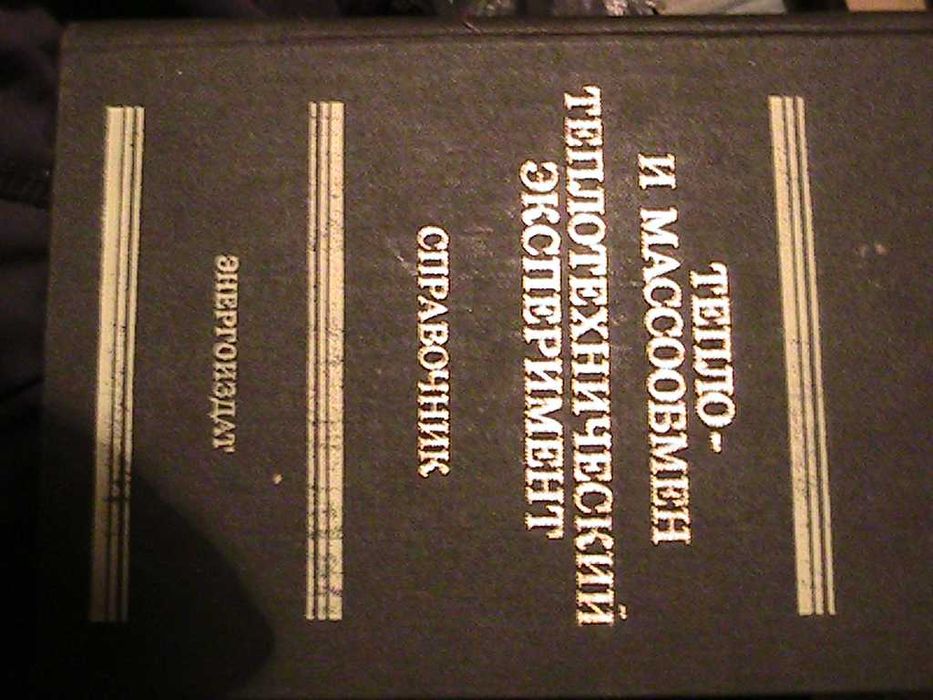 ТЕПЛО-
И МАССООБМЕН
ТЕПЛОТЕХНИЧЕСКИЙ
ЭКСПЕРИМЕНТ
СПРАВОЧНИК
ЭНЕРГОИЗДАТ